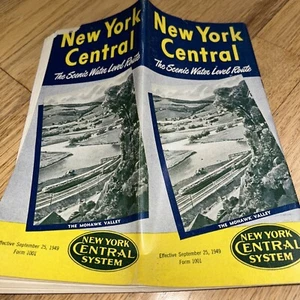 New York
Central
The Scenic Water Level Route
THE MOHAWK VALLEY
Effective September 25, 1949
Form 1001
NEW YORK
CENTRAL
SYSTEM
New York
Central
The Scenic Water Level Route
THE MOHAWK VALLEY
Effective September 25, 1949
Form 1001
NEW YORK
CENTRAL
SYSTEM